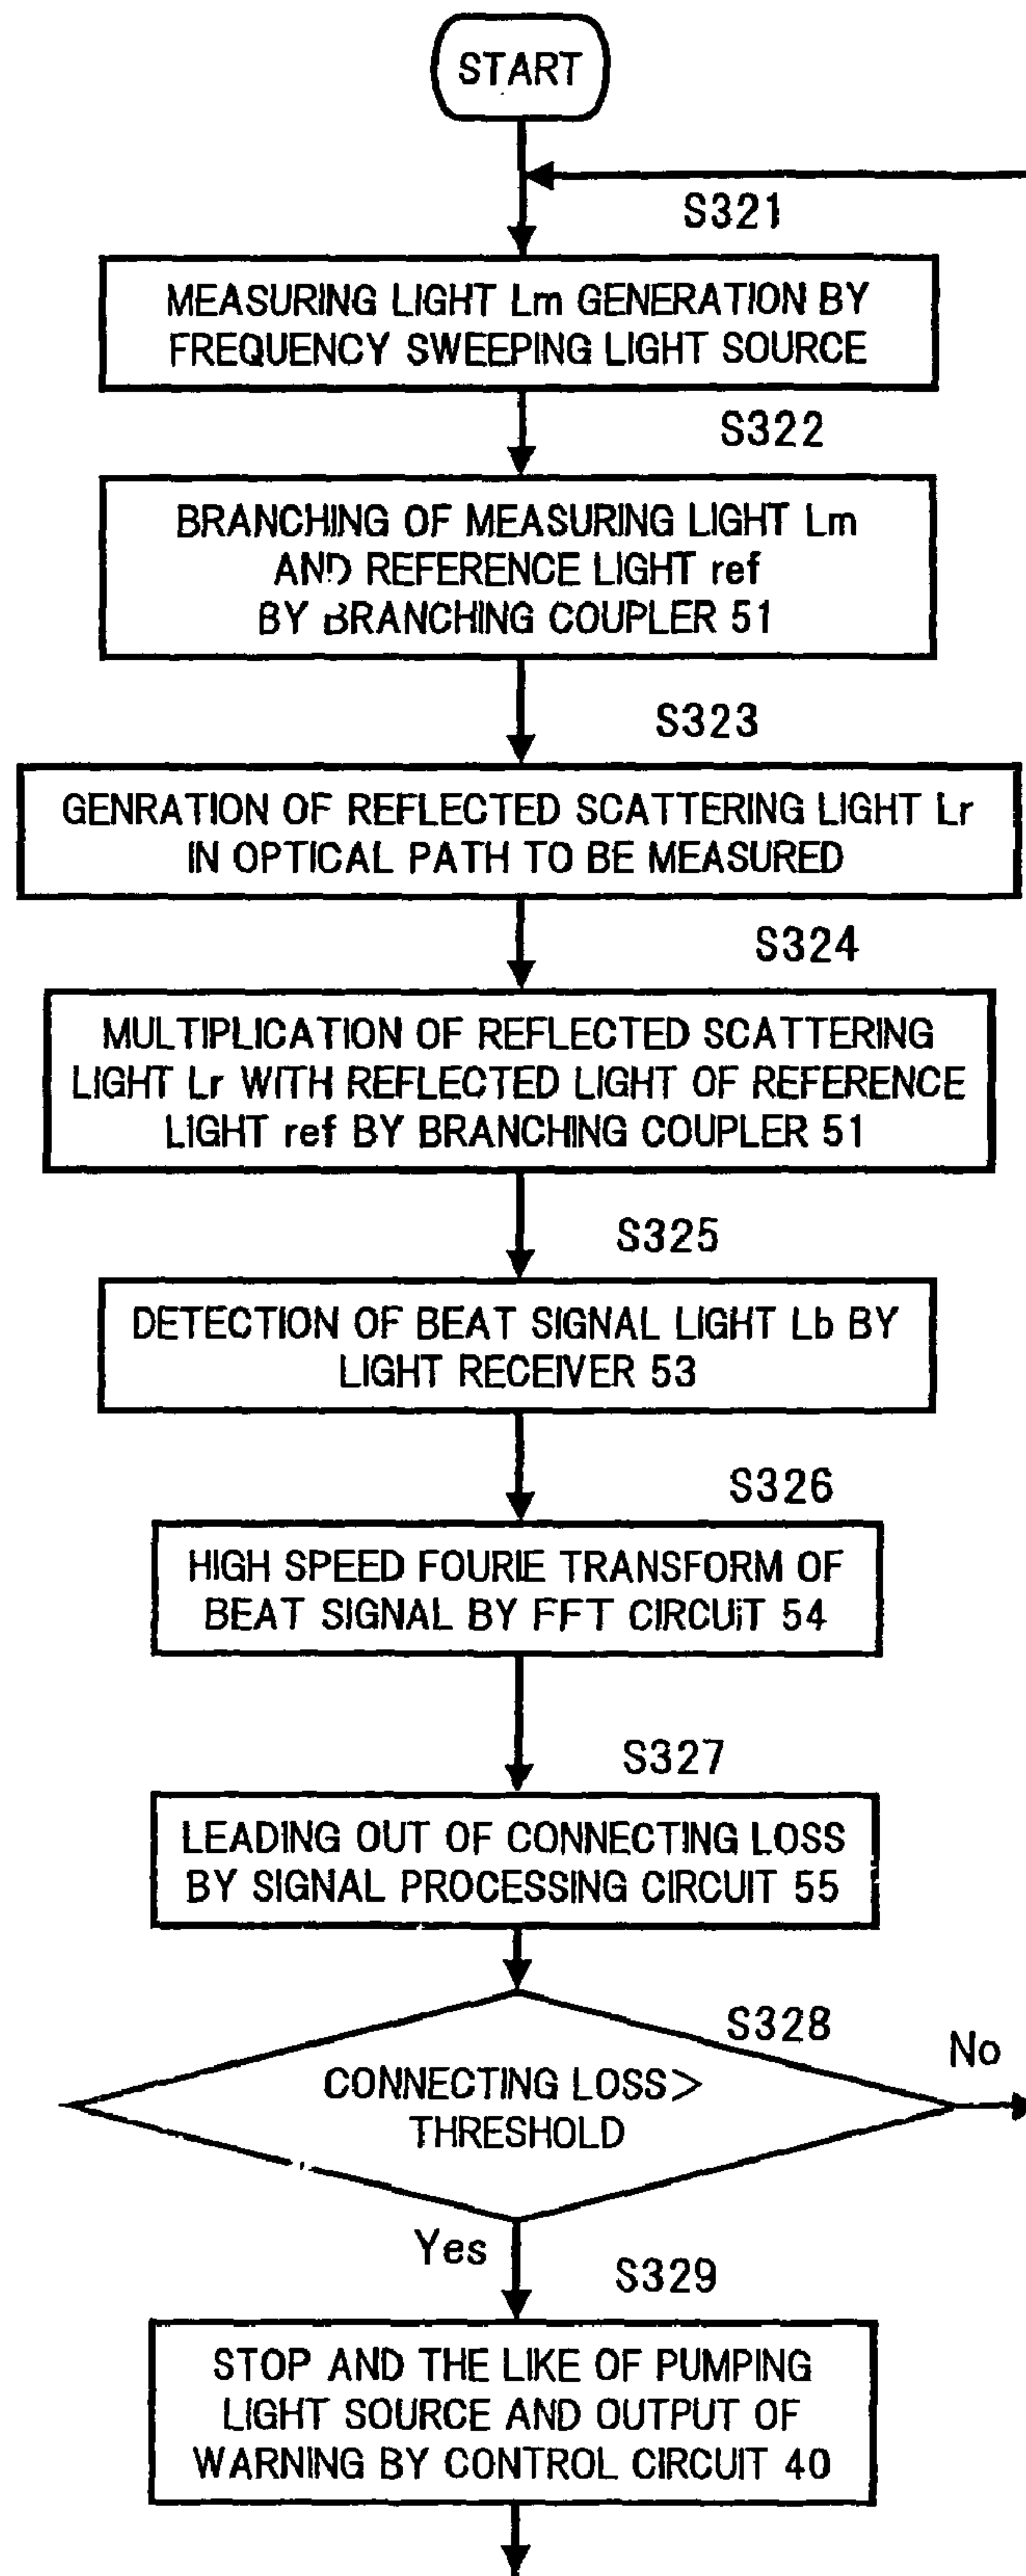 START
S321
MEASURING LIGHT Lm GENERATION BY
FREQUENCY SWEEPING LIGHT SOURCE
S322
BRANCHING OF MEASURING LIGHT Lm
AND REFERENCE LIGHT ref
BY BRANCHING COUPLER 51
S323
GENRATION OF REFLECTED SCATTERING LIGHT Lr
IN OPTICAL PATH TO BE MEASURED
S324
MULTIPLICATION OF REFLECTED SCATTERING
LIGHT Lr WITH REFLECTED LIGHT OF REFERENCE
LIGHT ref BY BRANCHING COUPLER 51
S325
DETECTION OF BEAT SIGNAL LIGHT Lb BY
LIGHT RECEIVER 53
S326
HIGH SPEED FOURIE TRANSFORM OF
BEAT SIGNAL BY FFT CIRCUiT 54
S327
LEADING OUT OF CONNECTING LOSS
BY SIGNAL PROCESSING CIRCUIT 55
S328
No
CONNECTING LOSS>
THRESHOLD
Yes
S329
STOP AND THE LIKE OF PUMPING
LIGHT SOURCE AND OUTPUT OF
WARNING BY CONTROL CIRCUIT 40